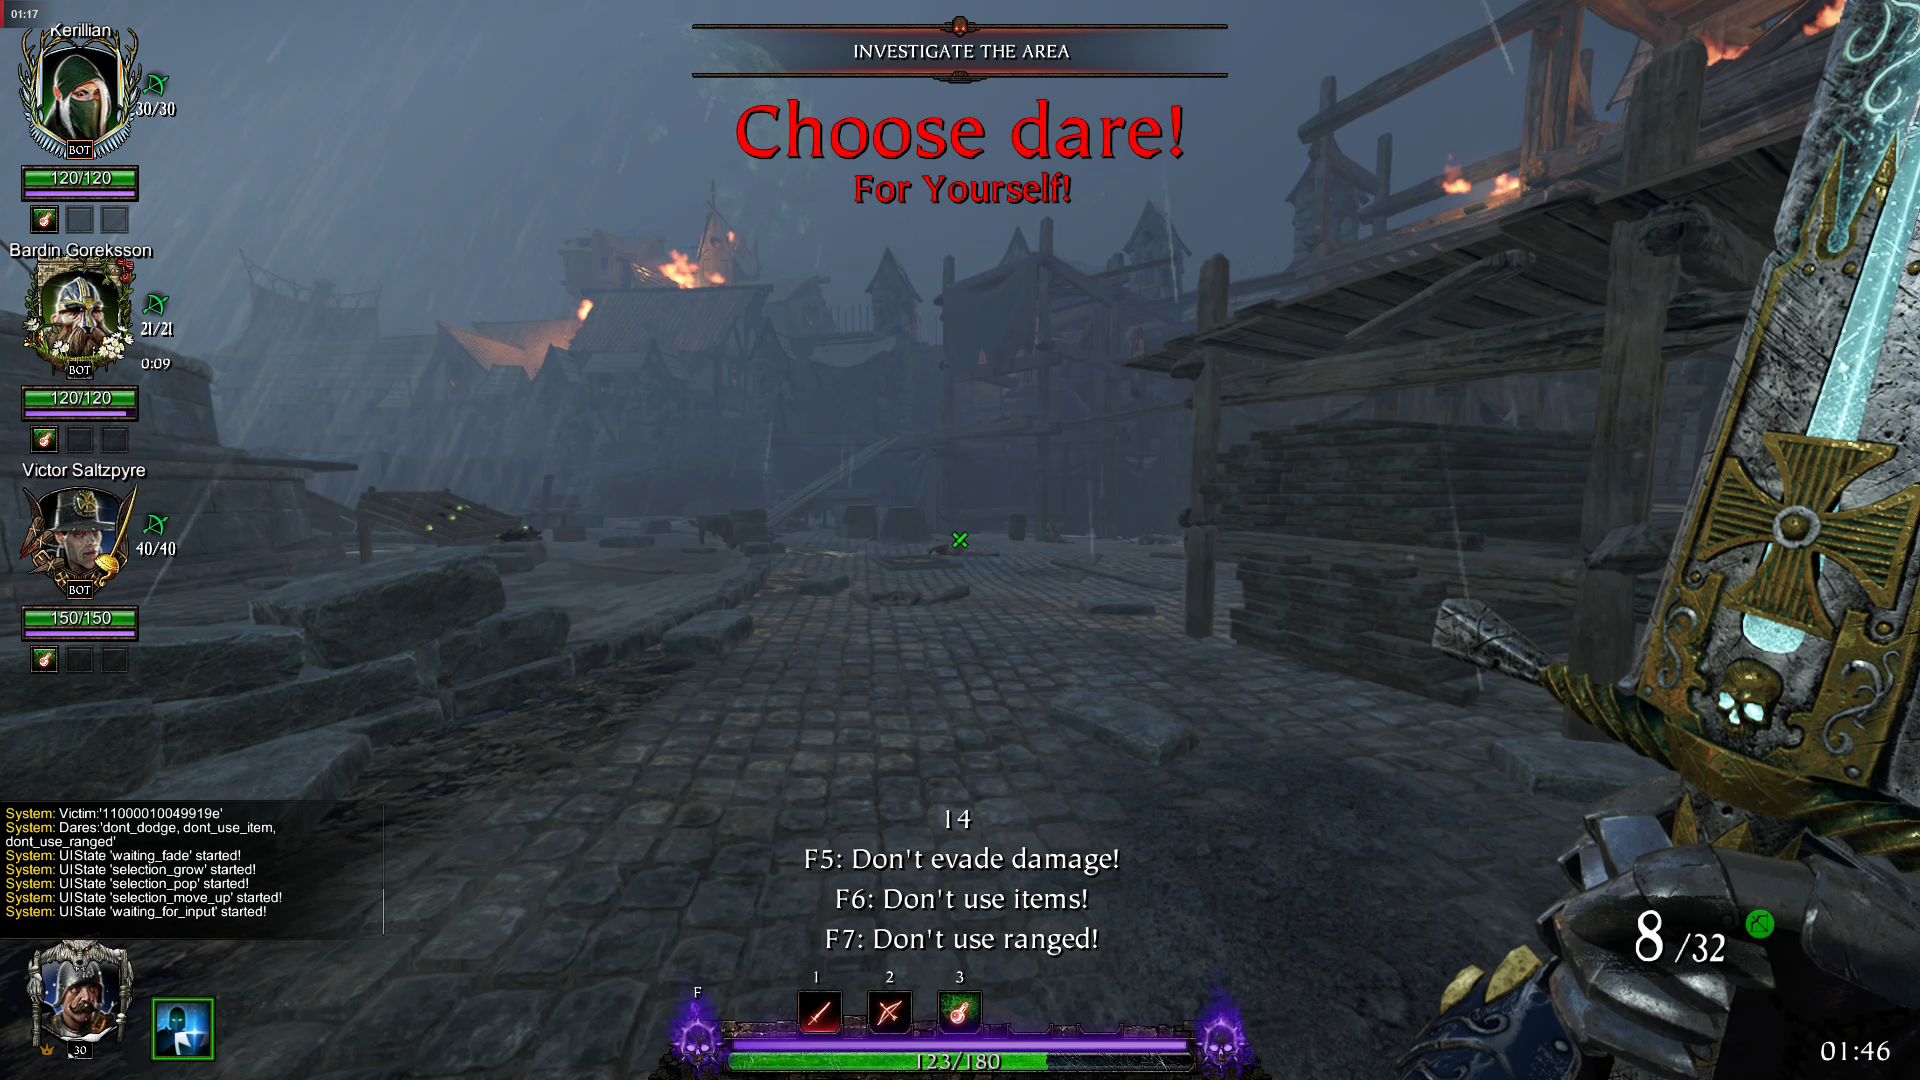 01:17
Kerillian
30/30
BOT
120/120
Bardin Goreksson
21/21
0:09
BOT
120/120
Victor Saltzpyre
40/40
BOT
150/150
INVESTIGATE THE AREA
Choose dare!
For Yourself!
System: Victim:'11000010049919e'
System: Dares:'dont_dodge, dont_use_item,
dont_use_ranged'
System: UIState 'waiting_fade' started!
System: UIState 'selection_grow' started!
System: UIState 'selection_pop' started!
System: UIState 'selection_move_up' started!
System: UIState 'waiting_for_input' started!
14
F5: Don't evade damage!
F6: Don't use items!
F7: Don't use ranged!
F
1 2 3
123/180
30
8/32
01:46